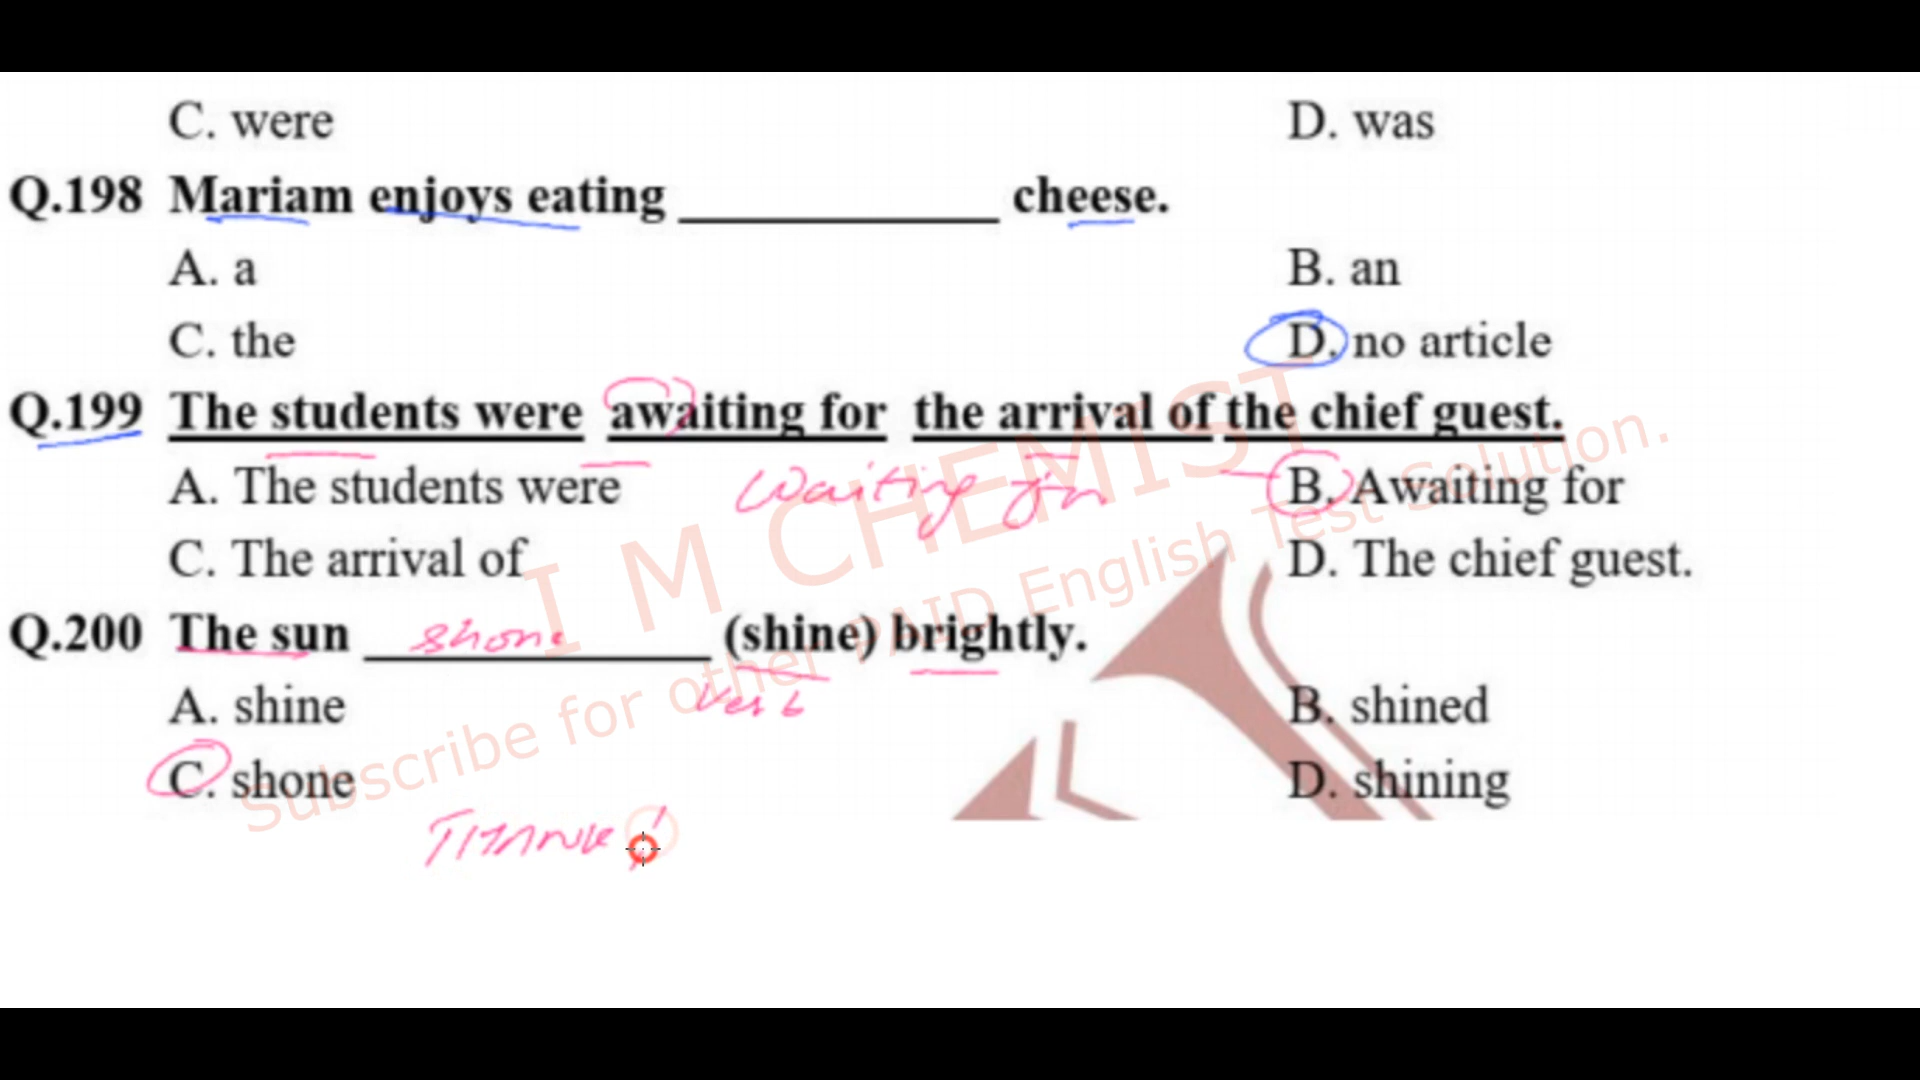 C. were D. was
Q.198 Mariam enjoys eating ____________ cheese.
A. a B. an
C. the D. no article
Q.199 The students were awaiting for the arrival of the chief guest.
A. The students were B. Awaiting for
Waiting for
C. The arrival of D. The chief guest.
Q.200 The sun shone (shine) brightly.
verb
A. shine B. shined
C. shone D. shining
I M CHEMIST
Subscribe for other PAID English Test Solution.